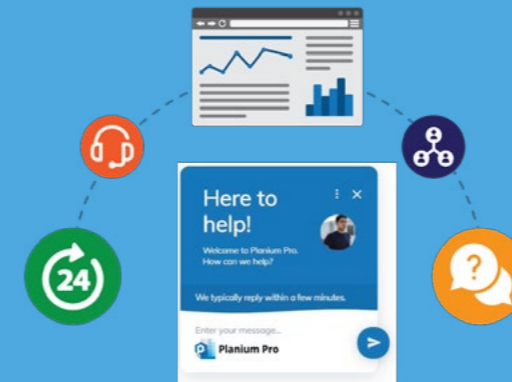 Here to
help!
Welcome to Planium Pro.
How can we help?
24
?
We typically reply within a few minutes.
Enter your message...
Planium Pro